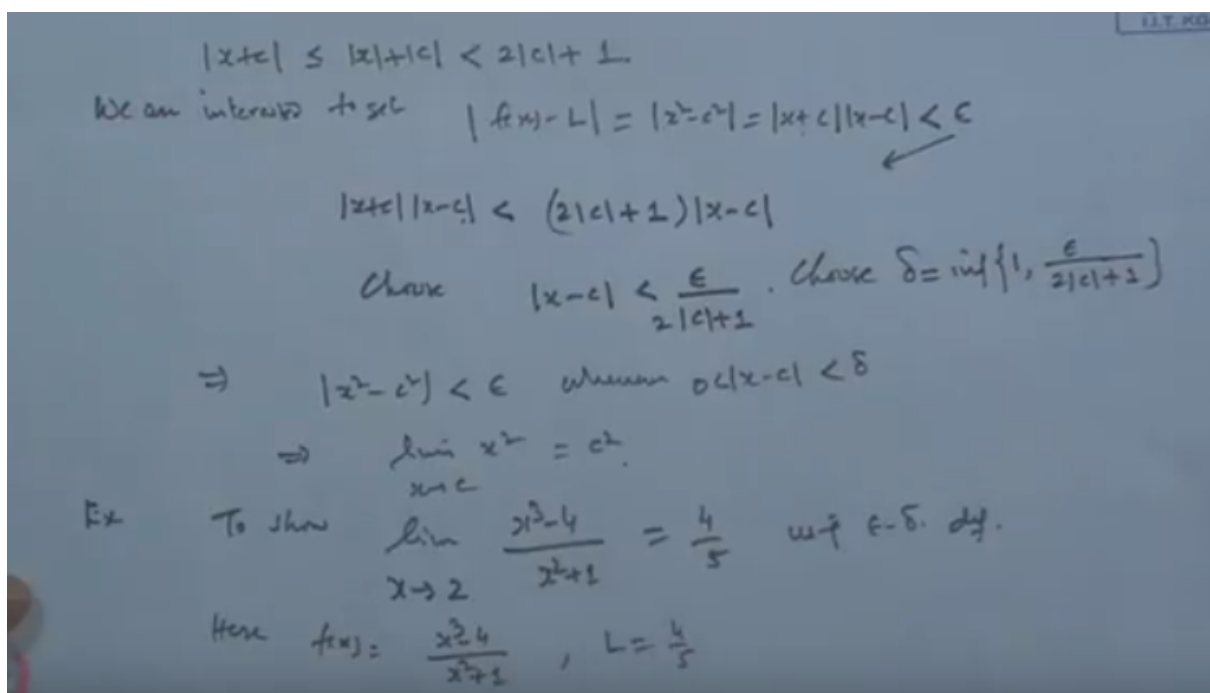 I.I.T. KG
|x+c| ≤ |x|+|c| < 2|c|+ 1
We are interested to get |f(x)-L| = |x²-c²| = |x+c||x-c| < ε
|x+c||x-c| < (2|c|+1)|x-c|
Choose |x-c| < ε/(2|c|+1) . Choose δ= inf{1, ε/(2|c|+1)}
⇒ |x²-c²| < ε whenever 0<|x-c| < δ
⇒ lim x→c x² = c².
Ex To show lim x→2 (x³-4)/(x²+1) = 4/5 ε-δ. def.
Here f(x)= (x³-4)/(x²+1) , L= 4/5